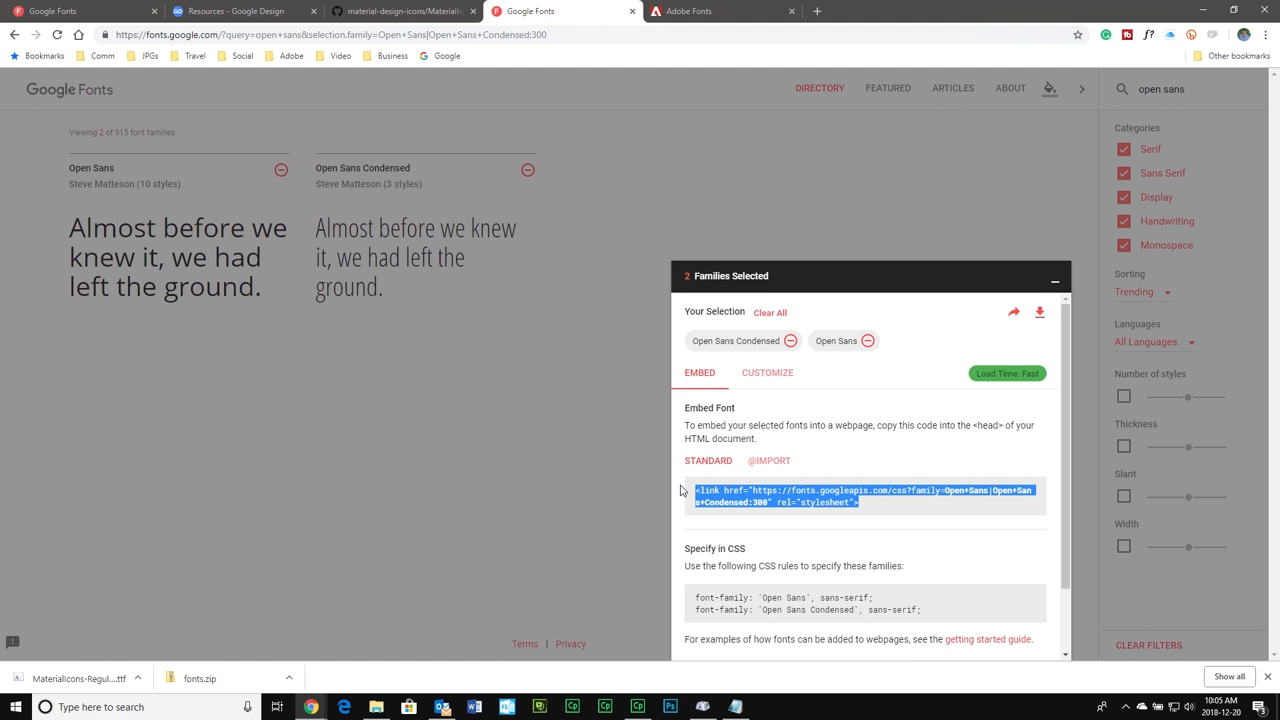 Google Fonts
Resources - Google Design
material-design-icons/MaterialIc
Google Fonts
Adobe Fonts
https://fonts.google.com/?query=open+sans&selection.family=Open+Sans|Open+Sans+Condensed:300
Bookmarks
Comm
JPGs
Travel
Social
Adobe
Video
Business
Google
Other bookmarks
Google Fonts
DIRECTORY
FEATURED
ARTICLES
ABOUT
open sans
Viewing 2 of 915 font families
Open Sans
Steve Matteson (10 styles)
Almost before we
knew it, we had
left the ground.
Open Sans Condensed
Steve Matteson (3 styles)
Almost before we knew
it, we had left the
ground.
Categories
Serif
Sans Serif
Display
Handwriting
Monospace
Sorting
Trending
Languages
All Languages
Number of styles
Thickness
Slant
Width
CLEAR FILTERS
2 Families Selected
Your Selection Clear All
Open Sans Condensed
Open Sans
EMBED
CUSTOMIZE
Load Time: Fast
Embed Font
To embed your selected fonts into a webpage, copy this code into the <head> of your
HTML document.
STANDARD
@IMPORT
<link href="https://fonts.googleapis.com/css?family=Open+Sans|Open+San
s+Condensed:300" rel="stylesheet">
Specify in CSS
Use the following CSS rules to specify these families:
font-family: 'Open Sans', sans-serif;
font-family: 'Open Sans Condensed', sans-serif;
For examples of how fonts can be added to webpages, see the getting started guide.
Terms | Privacy
MaterialIcons-Regul....ttf
fonts.zip
Show all
Type here to search
10:05 AM
2018-12-20